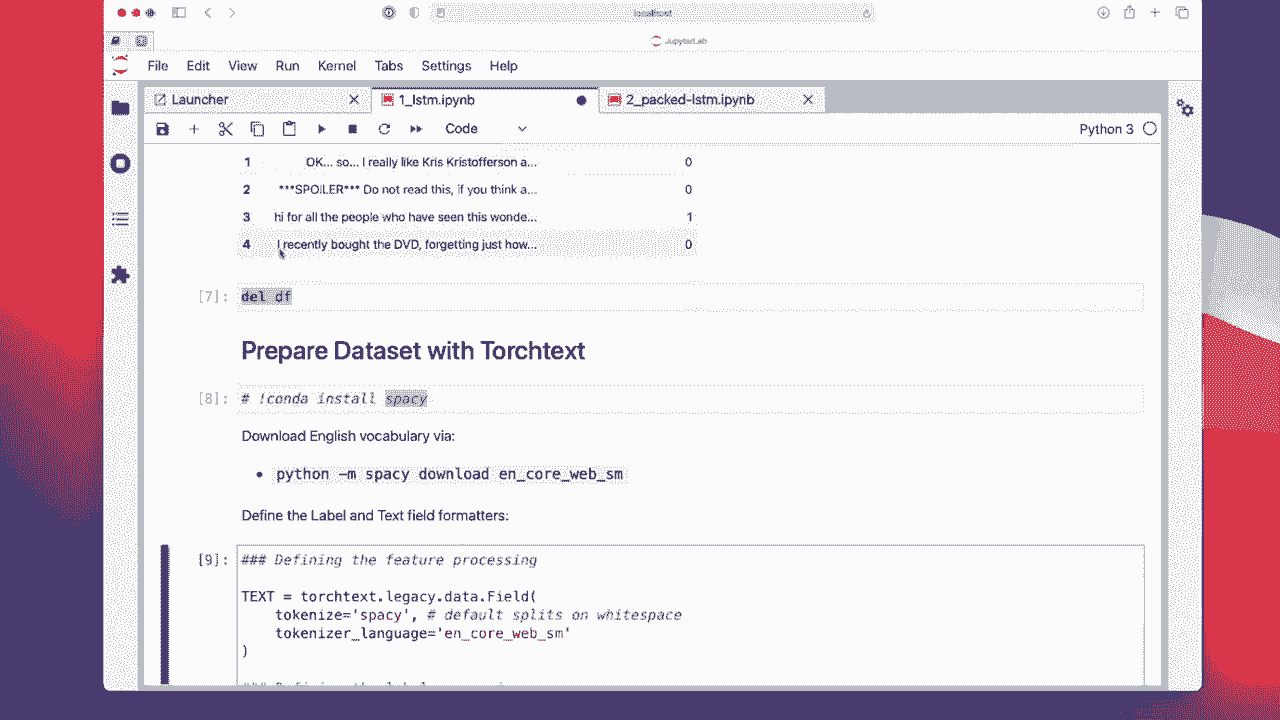 localhost
JupyterLab
File Edit View Run Kernel Tabs Settings Help
Launcher 1_lstm.ipynb 2_packed-lstm.ipynb
Code Python 3
1 OK... so... I really like Kris Kristofferson a... 0
2 ***SPOILER*** Do not read this, if you think a... 0
3 hi for all the people who have seen this wonde... 1
4 I recently bought the DVD, forgetting just how... 0
[7]: del df
Prepare Dataset with Torchtext
[8]: # !conda install spacy
Download English vocabulary via:
• python -m spacy download en_core_web_sm
Define the Label and Text field formatters:
[9]: ### Defining the feature processing
TEXT = torchtext.legacy.data.Field(
tokenize='spacy', # default splits on whitespace
tokenizer_language='en_core_web_sm'
)